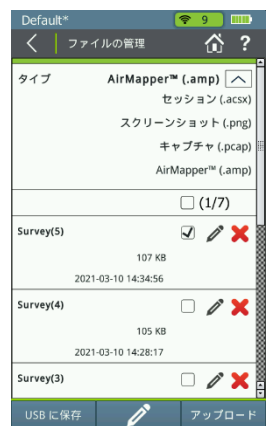 Default* 9
ファイルの管理 ?
タイプ AirMapper™ (.amp)
セッション (.acsx)
スクリーンショット (.png)
キャプチャ (.pcap)
AirMapper™ (.amp)
(1/7)
Survey(5)
107 KB
2021-03-10 14:34:56
Survey(4)
105 KB
2021-03-10 14:28:17
Survey(3)
USB に保存 アップロード